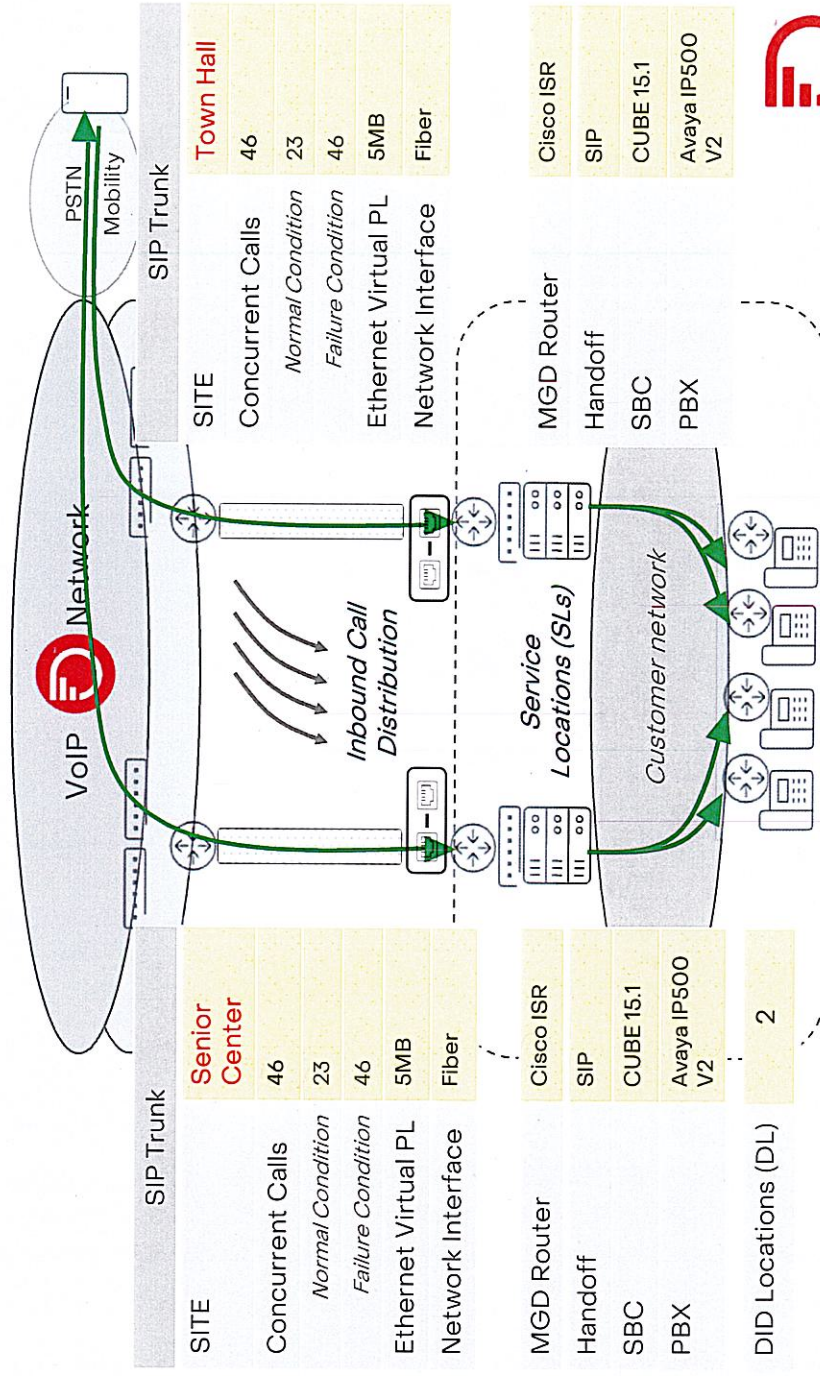 SIP Trunk
SITE Senior Center
Concurrent Calls 46
Normal Condition 23
Failure Condition 46
Ethernet Virtual PL 5MB
Network Interface Fiber
MGD Router Cisco ISR
Handoff SIP
SBC CUBE 15.1
PBX Avaya IP500 V2
DID Locations (DL) 2
VoIP Network
PSTN
Mobility
Inbound Call
Distribution
Service
Locations (SLs)
Customer network
SIP Trunk
SITE Town Hall
Concurrent Calls 46
Normal Condition 23
Failure Condition 46
Ethernet Virtual PL 5MB
Network Interface Fiber
MGD Router Cisco ISR
Handoff SIP
SBC CUBE 15.1
PBX Avaya IP500 V2